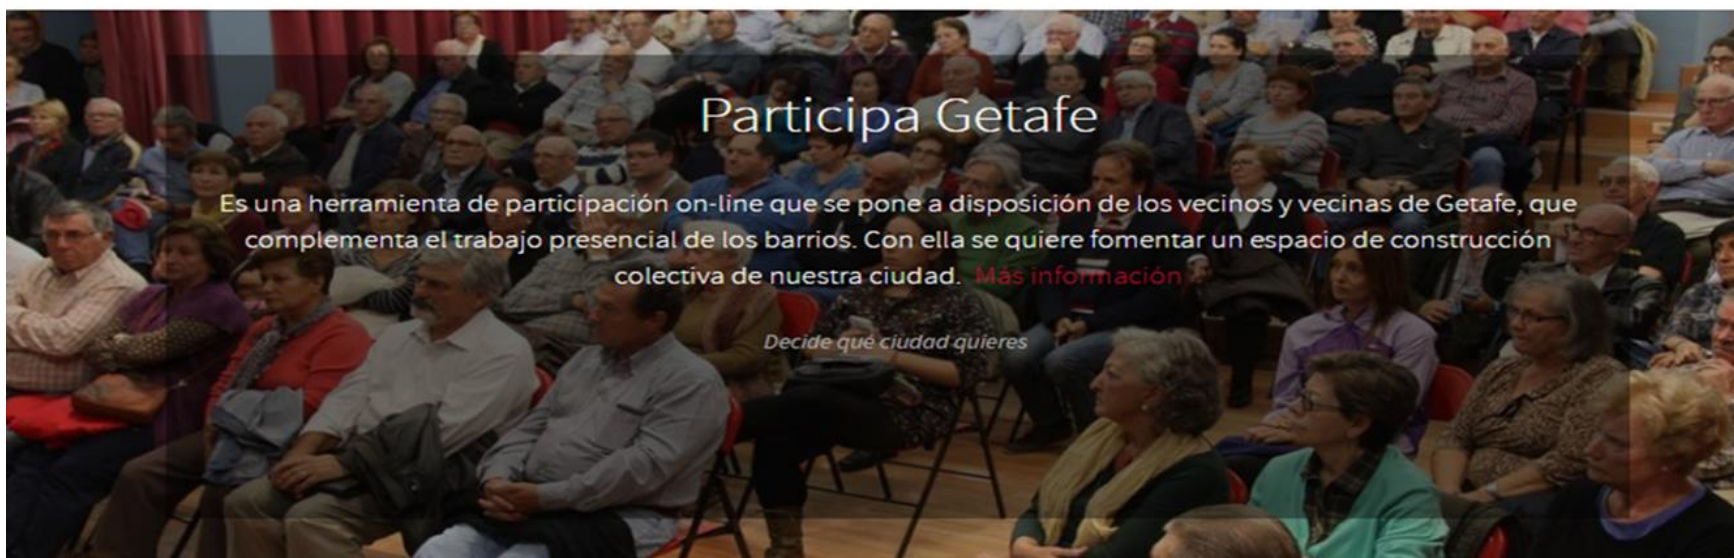 Participa Getafe
Es una herramienta de participación on-line que se pone a disposición de los vecinos y vecinas de Getafe, que
complementa el trabajo presencial de los barrios. Con ella se quiere fomentar un espacio de construcción
colectiva de nuestra ciudad. Más información
Decide qué ciudad quieres